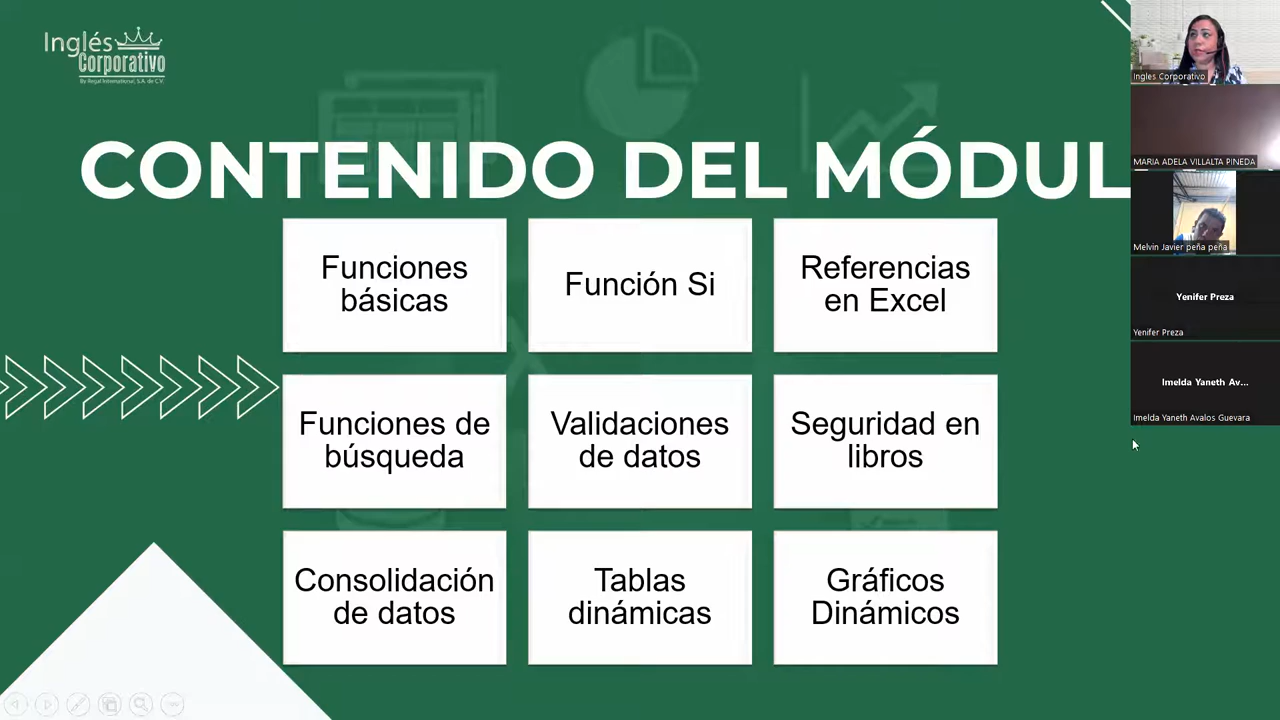 Inglés
Corporativo
By Regal International, S.A. de C.V.
CONTENIDO DEL MÓDUL
Funciones
básicas
Función Si
Referencias
en Excel
Funciones de
búsqueda
Validaciones
de datos
Seguridad en
libros
Consolidación
de datos
Tablas
dinámicas
Gráficos
Dinámicos
Ingles Corporativo
MARIA ADELA VILLALTA PINEDA
Melvin Javier peña peña
Yenifer Preza
Yenifer Preza
Imelda Yaneth Av...
Imelda Yaneth Avalos Guevara